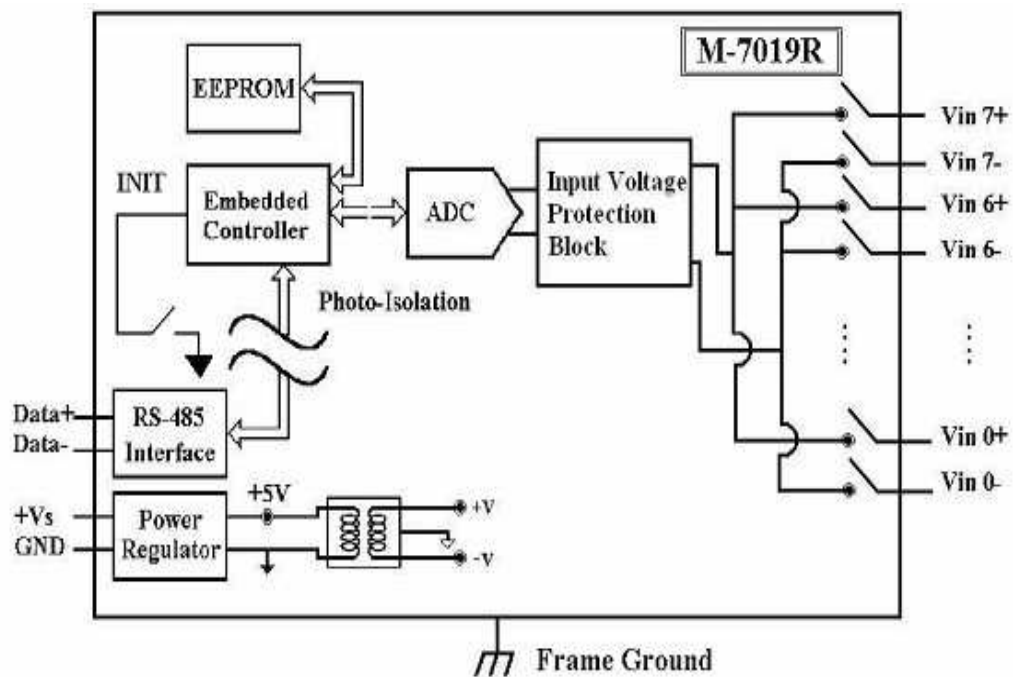 M-7019R
EEPROM
INIT
Embedded
Controller
ADC
Input Voltage
Protection
Block
Vin 7+
Vin 7-
Vin 6+
Vin 6-
Photo-Isolation
Data+
Data-
RS-485
Interface
Vin 0+
Vin 0-
+Vs
GND
Power
Regulator
+5V
+V
-V
Frame Ground